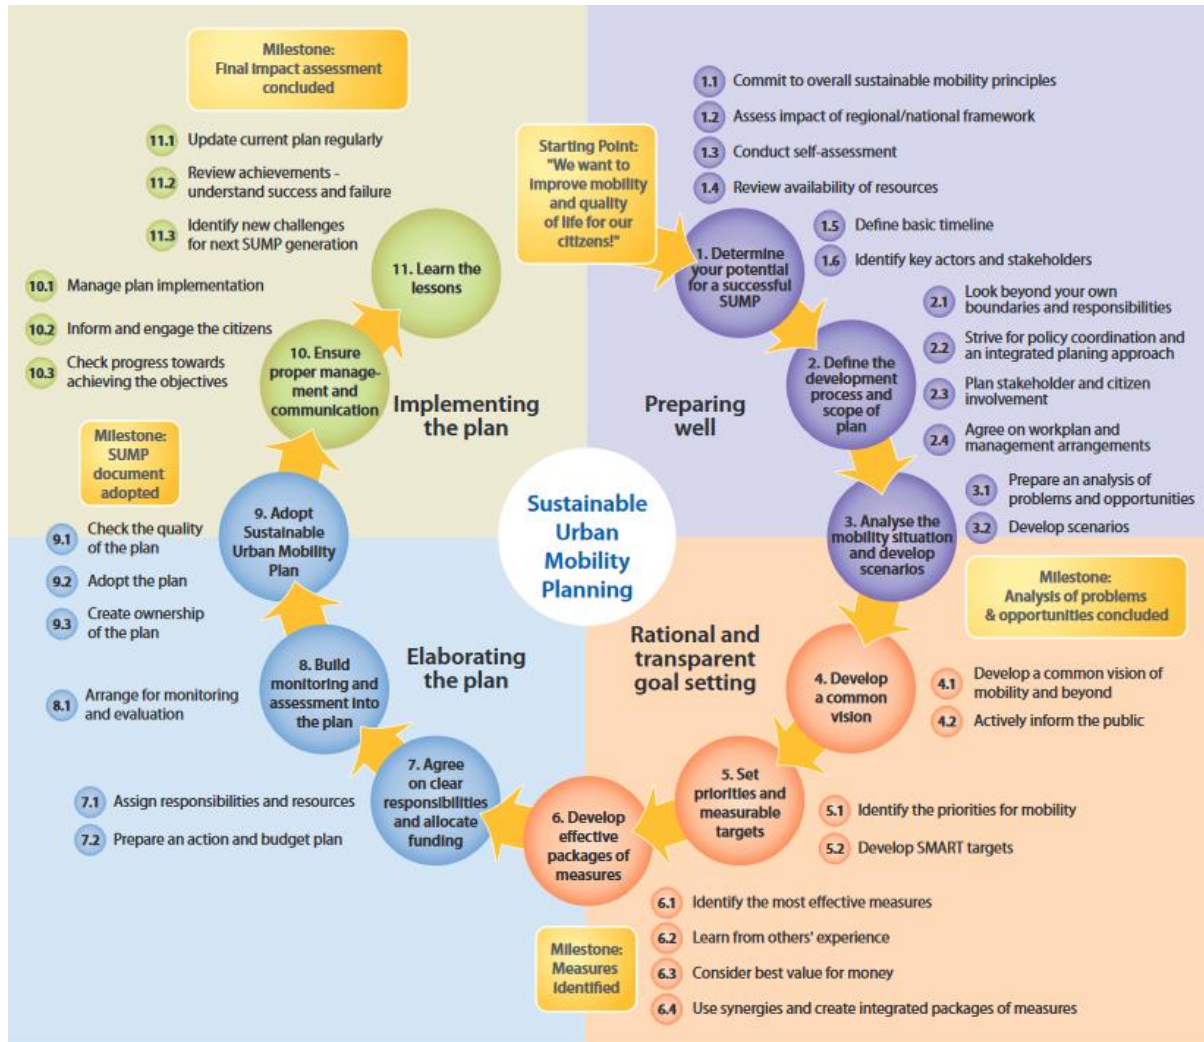 Milestone:
Final Impact assessment
concluded
11.1 Update current plan regularly
11.2 Review achievements -
understand success and failure
11.3 Identify new challenges
for next SUMP generation
11. Learn the
lessons
10.1 Manage plan implementation
10.2 Inform and engage the citizens
10.3 Check progress towards
achieving the objectives
10. Ensure
proper manage-
ment and
communication
Implementing
the plan
Starting Point:
"We want to
improve mobility
and quality
of life for our
citizens!"
1.1 Commit to overall sustainable mobility principles
1.2 Assess impact of regional/national framework
1.3 Conduct self-assessment
1.4 Review availability of resources
1.5 Define basic timeline
1.6 Identify key actors and stakeholders
1. Determine
your potential
for a successful
SUMP
2.1 Look beyond your own
boundaries and responsibilities
2.2 Strive for policy coordination and
an integrated planing approach
2.3 Plan stakeholder and citizen
involvement
2.4 Agree on workplan and
management arrangements
2. Define the
development
process and
scope of
plan
Preparing
well
3.1 Prepare an analysis of
problems and opportunities
3.2 Develop scenarios
3. Analyse the
mobility situation
and develop
scenarios
Milestone:
Analysis of problems
& opportunities concluded
Sustainable
Urban
Mobility
Planning
Rational and
transparent
goal setting
4. Develop
a common
vision
4.1 Develop a common vision of
mobility and beyond
4.2 Actively inform the public
5. Set
priorities and
measurable
targets
5.1 Identify the priorities for mobility
5.2 Develop SMART targets
6. Develop
effective
packages of
measures
6.1 Identify the most effective measures
6.2 Learn from others' experience
6.3 Consider best value for money
6.4 Use synergies and create integrated packages of measures
Milestone:
Measures
identified
Elaborating
the plan
7. Agree
on clear
responsibilities
and allocate
funding
7.1 Assign responsibilities and resources
7.2 Prepare an action and budget plan
8. Build
monitoring and
assessment into
the plan
8.1 Arrange for monitoring
and evaluation
9. Adopt
Sustainable
Urban Mobility
Plan
9.1 Check the quality
of the plan
9.2 Adopt the plan
9.3 Create ownership
of the plan
Milestone:
SUMP
document
adopted